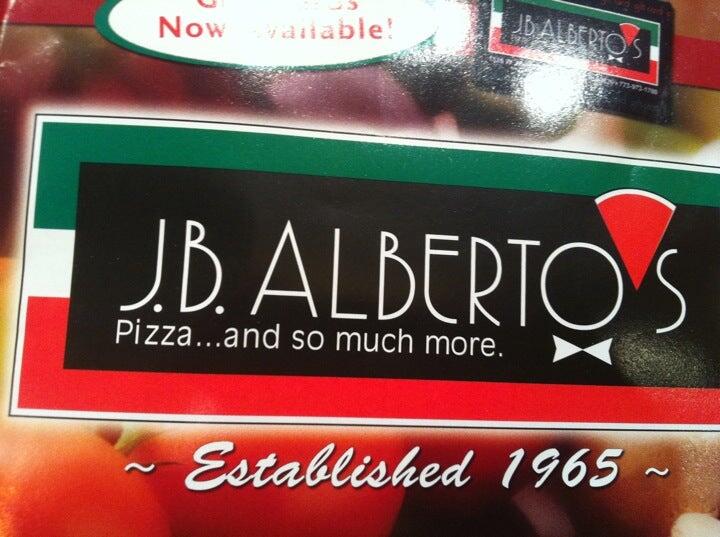 Now Available!
J.B. ALBERTO'S
J.B. ALBERTO'S
Pizza...and so much more.
~ Established 1965 ~